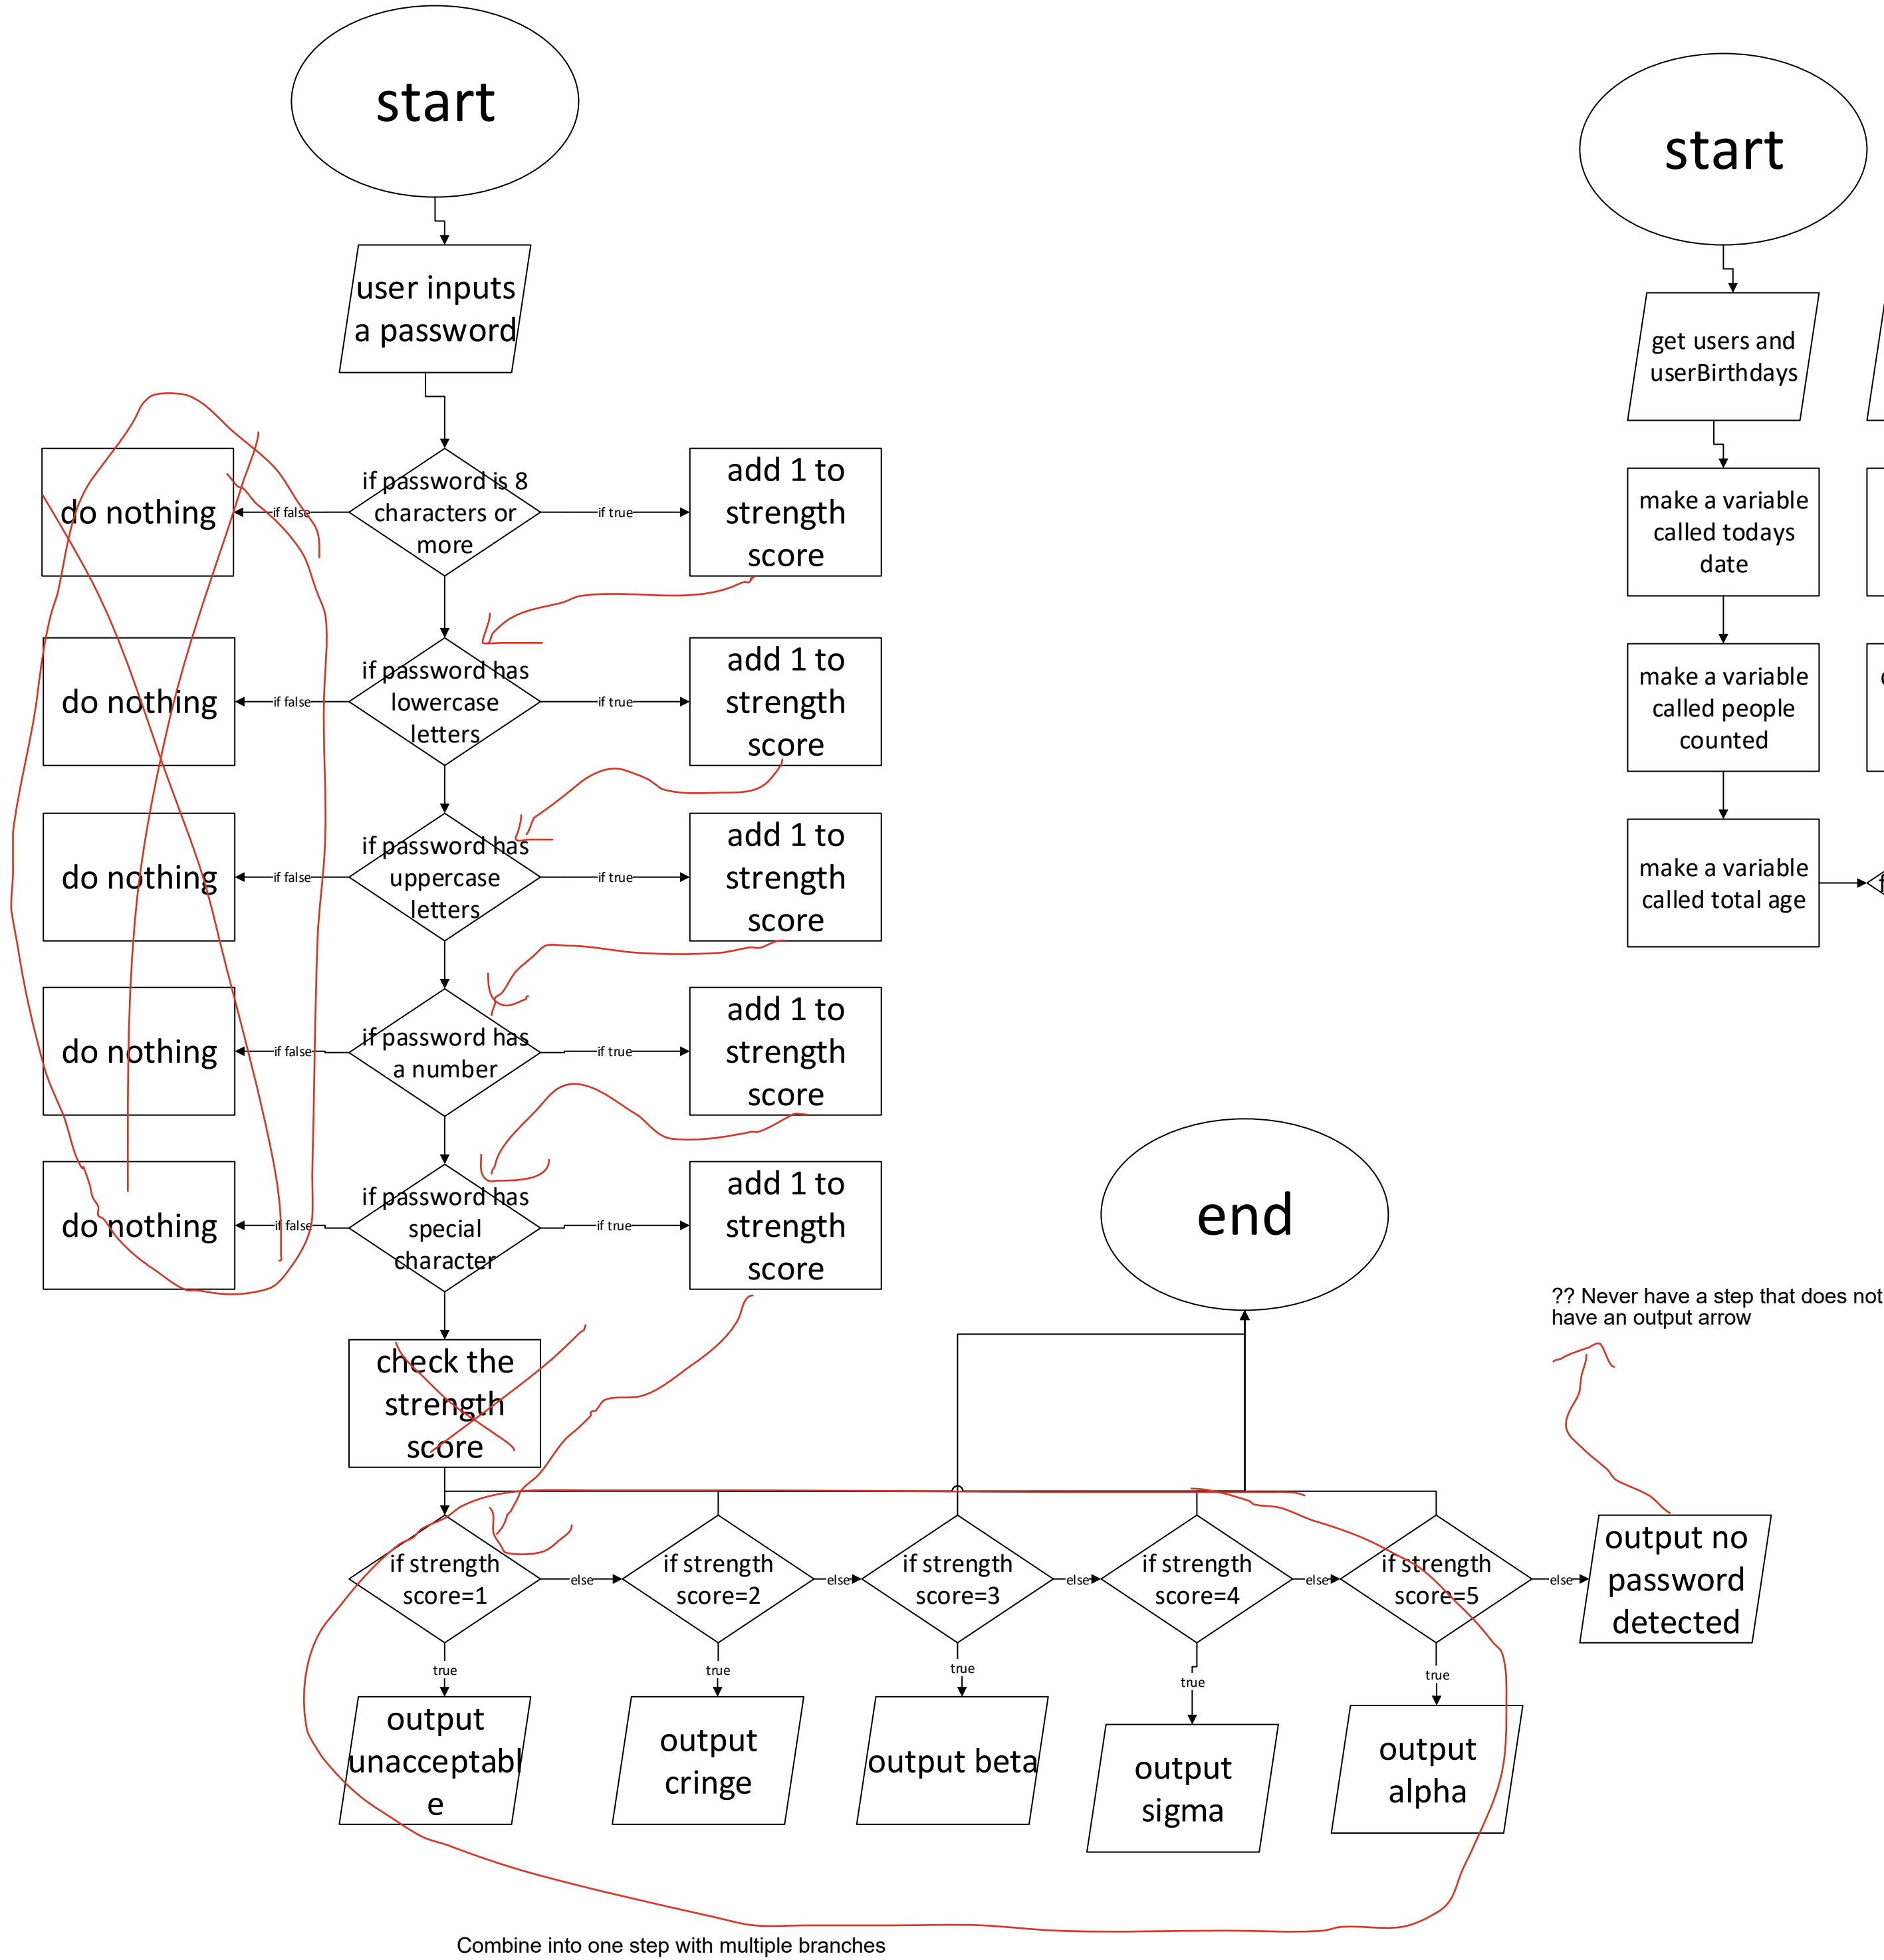 start
user inputs
a password
if password is 8
characters or
more
if false
do nothing
if true
add 1 to
strength
score
if password has
lowercase
letters
if false
do nothing
if true
add 1 to
strength
score
if password has
uppercase
letters
if false
do nothing
if true
add 1 to
strength
score
if password has
a number
if false
do nothing
if true
add 1 to
strength
score
if password has
special
character
if false
do nothing
if true
add 1 to
strength
score
check the
strength
score
if strength
score=1
else
if strength
score=2
else
if strength
score=3
else
if strength
score=4
else
if strength
score=5
else
output no
password
detected
true
output
unacceptabl
e
true
output
cringe
true
output beta
true
output
sigma
true
output
alpha
end
?? Never have a step that does not
have an output arrow
Combine into one step with multiple branches
start
get users and
userBirthdays
make a variable
called todays
date
make a variable
called people
counted
make a variable
called total age